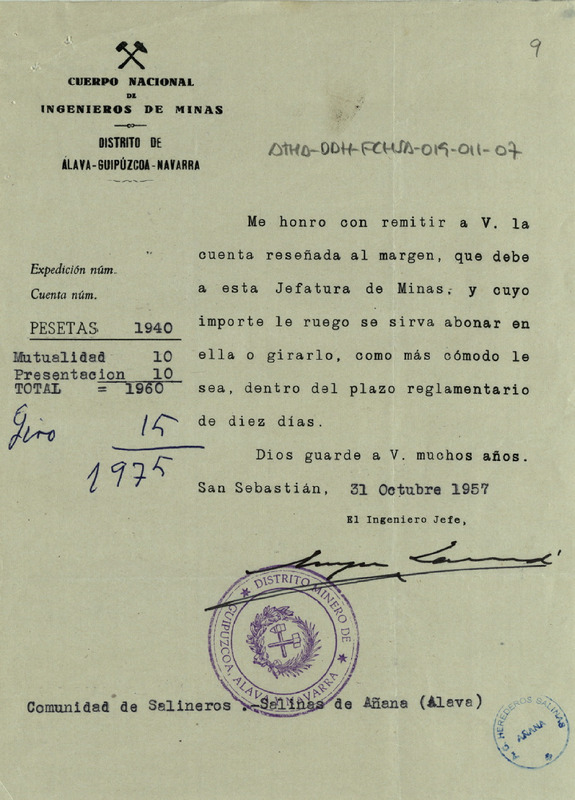 9
CUERPO NACIONAL
DE
INGENIEROS DE MINAS
DISTRITO DE
ÁLAVA-GUIPÚZCOA-NAVARRA
ATHA-DDH-FCHSA-019-011-07
Me honro con remitir a V. la
cuenta reseñada al margen, que debe
a esta Jefatura de Minas, y cuyo
importe le ruego se sirva abonar en
ella o girarlo, como más cómodo le
sea, dentro del plazo reglamentario
de diez días.
Dios guarde a V. muchos años.
San Sebastián, 31 Octubre 1957
El Ingeniero Jefe,
Expedición núm.
Cuenta núm.
PESETAS 1940
Mutualidad 10
Presentacion 10
TOTAL = 1960
Giro 15
1975
DISTRITO MINERO DE
GUIPUZCOA, ALAVA Y NAVARRA
Comunidad de Salineros .-Salinas de Añana (Alava)
HEREDEROS SALINAS
AÑANA